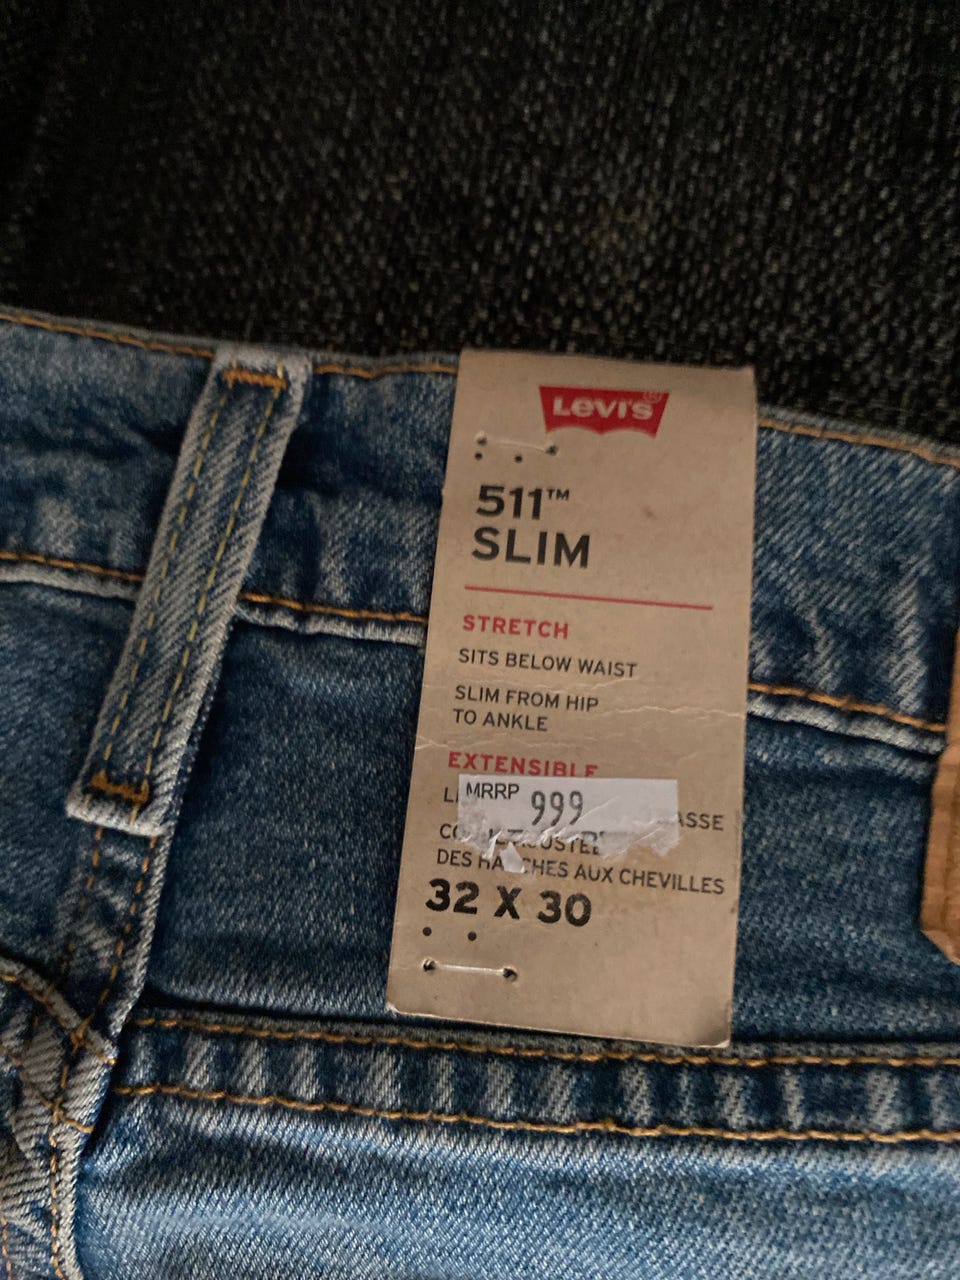 Levi's®
511™
SLIM
STRETCH
SITS BELOW WAIST
SLIM FROM HIP
TO ANKLE
EXTENSIBLE
MRRP 999
DES HANCHES AUX CHEVILLES
32 X 30